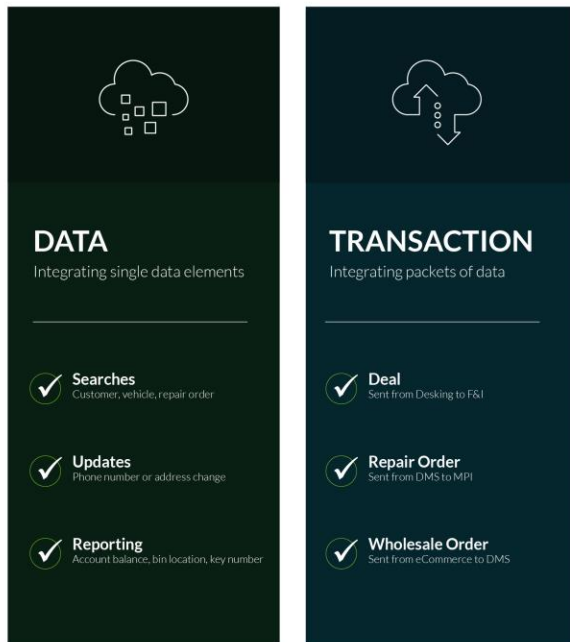 DATA
Integrating single data elements
Searches
Customer, vehicle, repair order
Updates
Phone number or address change
Reporting
Account balance, bin location, key number
TRANSACTION
Integrating packets of data
Deal
Sent from Desking to F&I
Repair Order
Sent from DMS to MPI
Wholesale Order
Sent from eCommerce to DMS